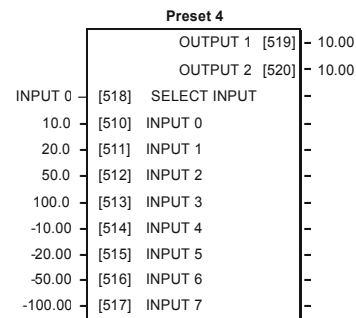 Preset 4
OUTPUT 1 [519] – 10.00
OUTPUT 2 [520] – 10.00
INPUT 0 – [518] SELECT INPUT –
10.0 – [510] INPUT 0 –
20.0 – [511] INPUT 1 –
50.0 – [512] INPUT 2 –
100.0 – [513] INPUT 3 –
-10.00 – [514] INPUT 4 –
-20.00 – [515] INPUT 5 –
-50.00 – [516] INPUT 6 –
-100.00 – [517] INPUT 7 –